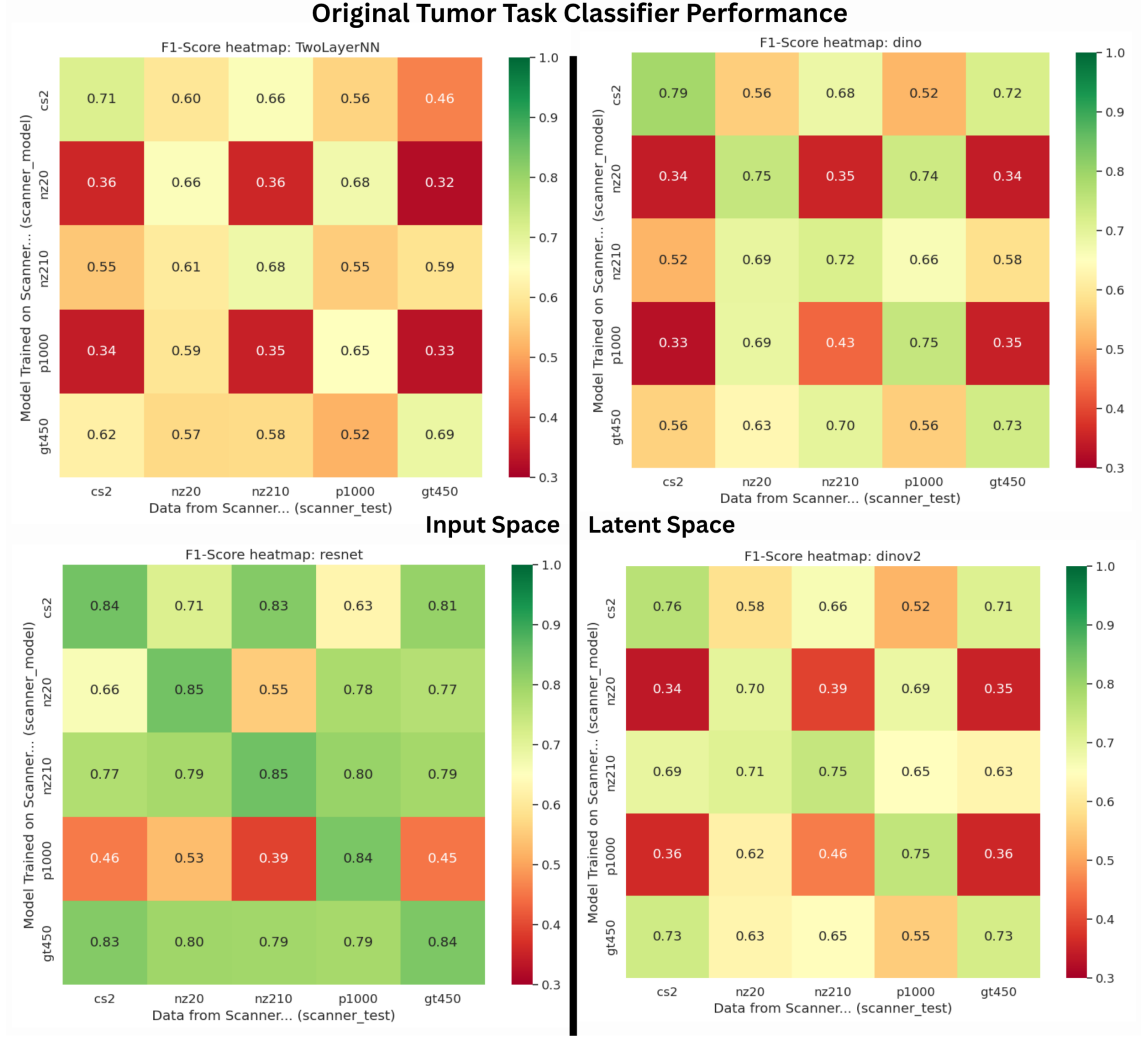 Original Tumor Task Classifier Performance
F1-Score heatmap: TwoLayerNN
Model Trained on Scanner... (scanner_model)
cs2 0.71 0.60 0.66 0.56 0.46
nz20 0.36 0.66 0.36 0.68 0.32
nz210 0.55 0.61 0.68 0.55 0.59
p1000 0.34 0.59 0.35 0.65 0.33
gt450 0.62 0.57 0.58 0.52 0.69
cs2 nz20 nz210 p1000 gt450
Data from Scanner... (scanner_test)
1.0
0.9
0.8
0.7
0.6
0.5
0.4
0.3
F1-Score heatmap: dino
Model Trained on Scanner... (scanner_model)
cs2 0.79 0.56 0.68 0.52 0.72
nz20 0.34 0.75 0.35 0.74 0.34
nz210 0.52 0.69 0.72 0.66 0.58
p1000 0.33 0.69 0.43 0.75 0.35
gt450 0.56 0.63 0.70 0.56 0.73
cs2 nz20 nz210 p1000 gt450
Data from Scanner... (scanner_test)
1.0
0.9
0.8
0.7
0.6
0.5
0.4
0.3
Input Space
Latent Space
F1-Score heatmap: resnet
Model Trained on Scanner... (scanner_model)
cs2 0.84 0.71 0.83 0.63 0.81
nz20 0.66 0.85 0.55 0.78 0.77
nz210 0.77 0.79 0.85 0.80 0.79
p1000 0.46 0.53 0.39 0.84 0.45
gt450 0.83 0.80 0.79 0.79 0.84
cs2 nz20 nz210 p1000 gt450
Data from Scanner... (scanner_test)
1.0
0.9
0.8
0.7
0.6
0.5
0.4
0.3
F1-Score heatmap: dinov2
Model Trained on Scanner... (scanner_model)
cs2 0.76 0.58 0.66 0.52 0.71
nz20 0.34 0.70 0.39 0.69 0.35
nz210 0.69 0.71 0.75 0.65 0.63
p1000 0.36 0.62 0.46 0.75 0.36
gt450 0.73 0.63 0.65 0.55 0.73
cs2 nz20 nz210 p1000 gt450
Data from Scanner... (scanner_test)
1.0
0.9
0.8
0.7
0.6
0.5
0.4
0.3